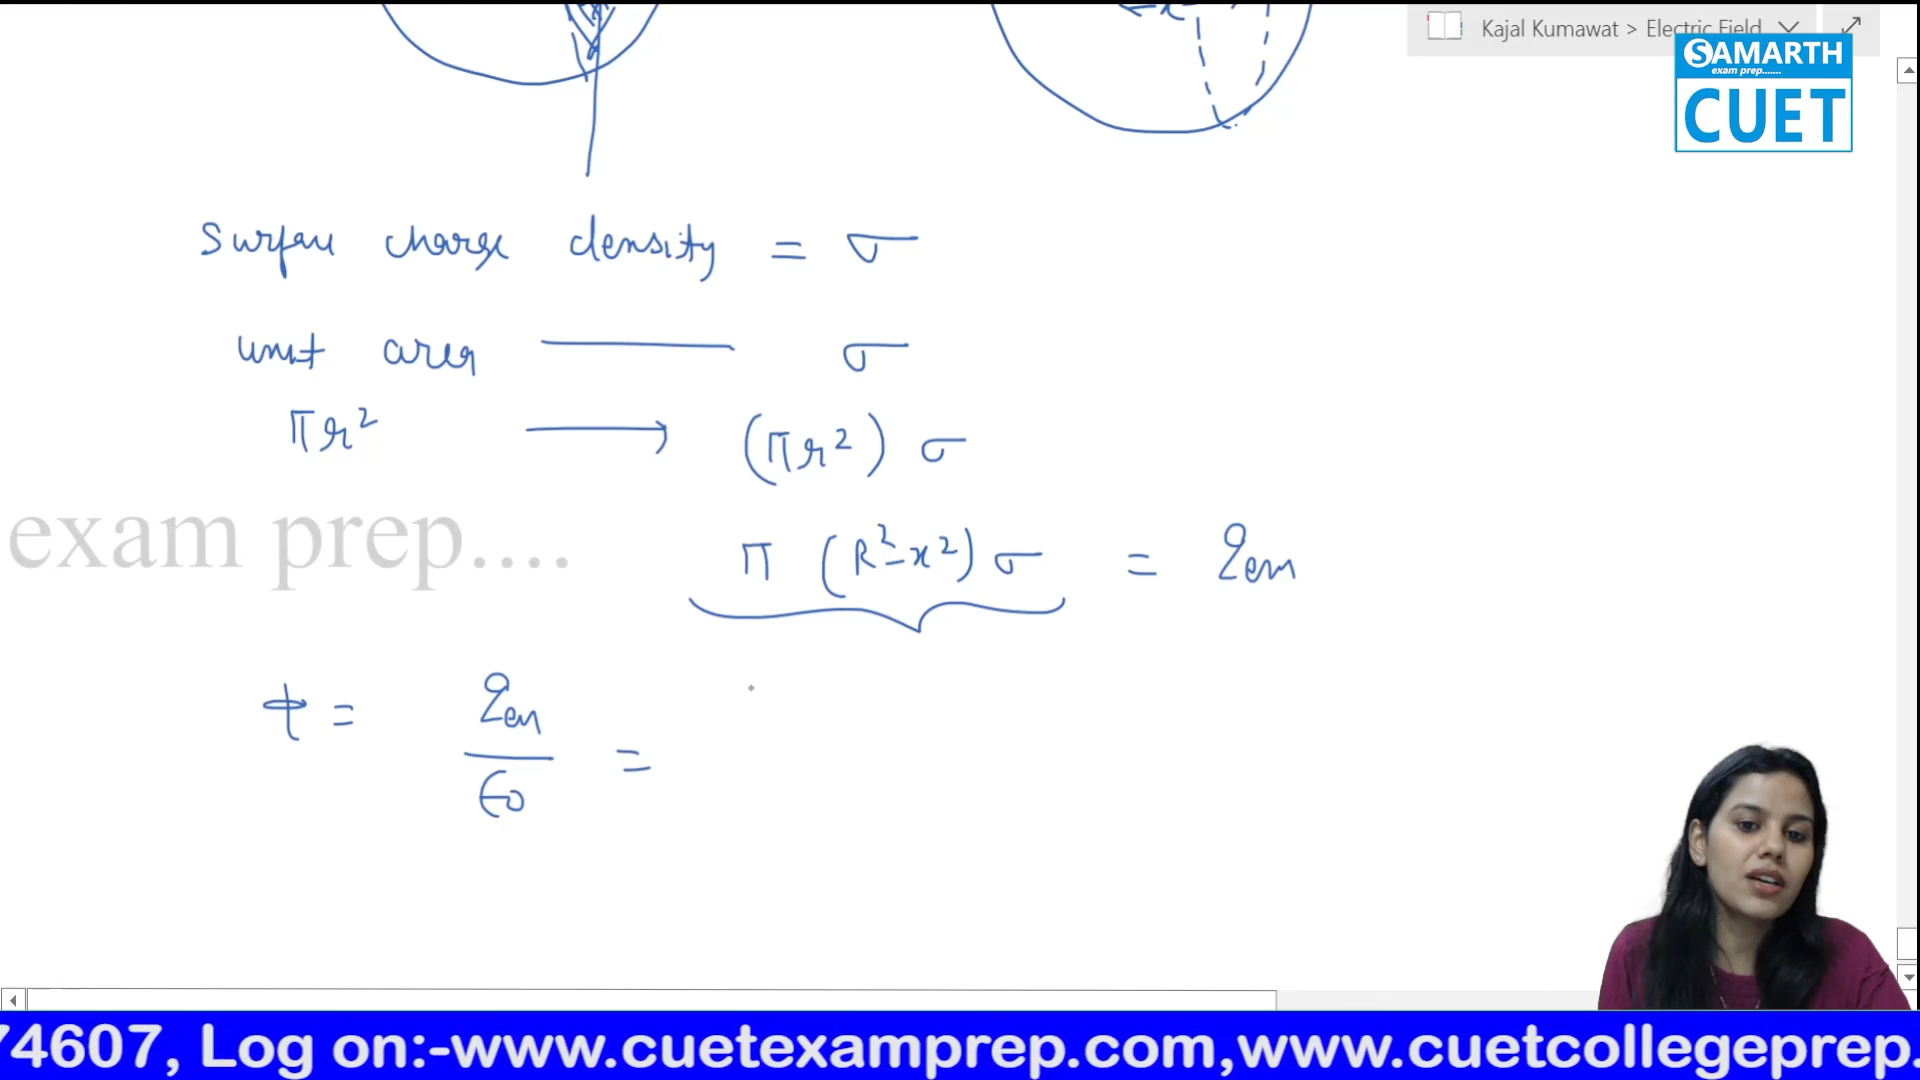 Kajal Kumawat > Electric Field
SAMARTH
exam prep.......
CUET
Surface charge density = σ
unit area —— σ
πr² → (πr²) σ
exam prep....
π (R²-x²) σ = qen
ϕ = qen/ϵ0 =
74607, Log on:-www.cuetexamprep.com,www.cuetcollegeprep.